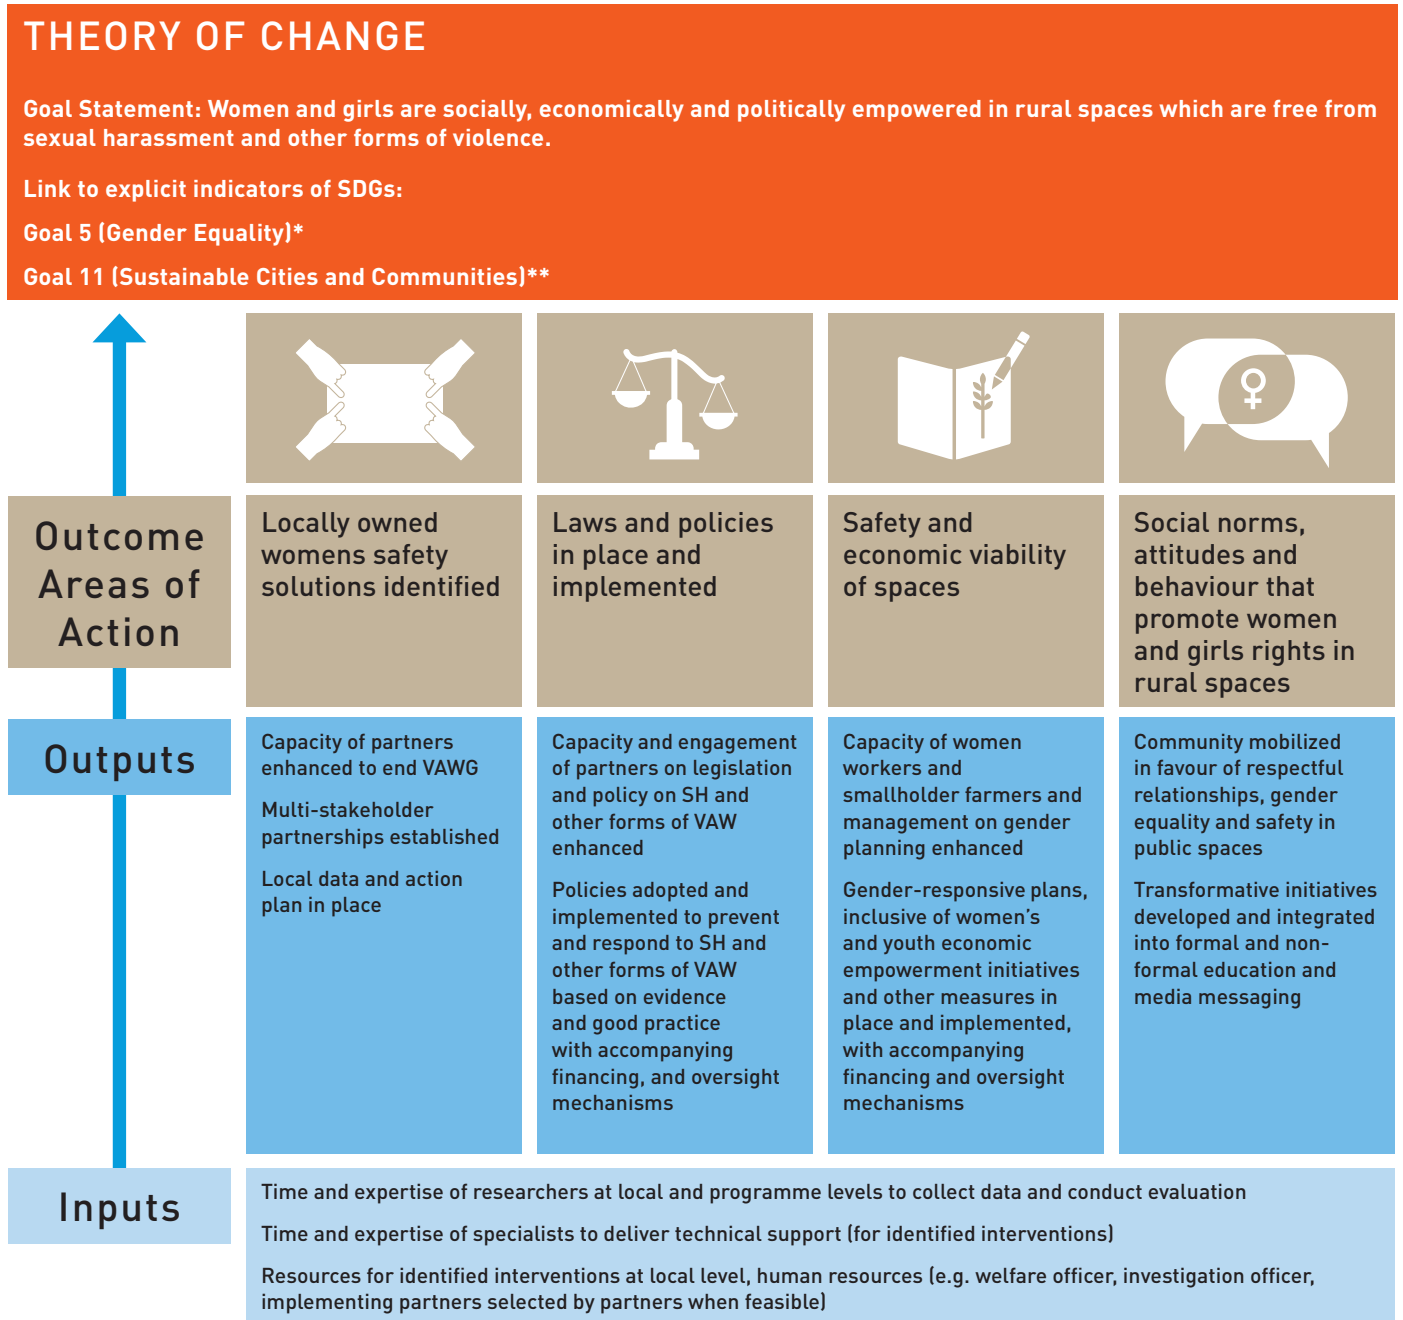 THEORY OF CHANGE
Goal Statement: Women and girls are socially, economically and politically empowered in rural spaces which are free from
sexual harassment and other forms of violence.
Link to explicit indicators of SDGs:
Goal 5 (Gender Equality)*
Goal 11 (Sustainable Cities and Communities)**
Outcome
Areas of
Action
Locally owned
womens safety
solutions identified
Laws and policies
in place and
implemented
Safety and
economic viability
of spaces
Social norms,
attitudes and
behaviour that
promote women
and girls rights in
rural spaces
Outputs
Capacity of partners
enhanced to end VAWG
Multi-stakeholder
partnerships established
Local data and action
plan in place
Capacity and engagement
of partners on legislation
and policy on SH and
other forms of VAW
enhanced
Policies adopted and
implemented to prevent
and respond to SH and
other forms of VAW
based on evidence
and good practice
with accompanying
financing, and oversight
mechanisms
Capacity of women
workers and
smallholder farmers and
management on gender
planning enhanced
Gender-responsive plans,
inclusive of women's
and youth economic
empowerment initiatives
and other measures in
place and implemented,
with accompanying
financing and oversight
mechanisms
Community mobilized
in favour of respectful
relationships, gender
equality and safety in
public spaces
Transformative initiatives
developed and integrated
into formal and non-
formal education and
media messaging
Inputs
Time and expertise of researchers at local and programme levels to collect data and conduct evaluation
Time and expertise of specialists to deliver technical support (for identified interventions)
Resources for identified interventions at local level, human resources (e.g. welfare officer, investigation officer,
implementing partners selected by partners when feasible)